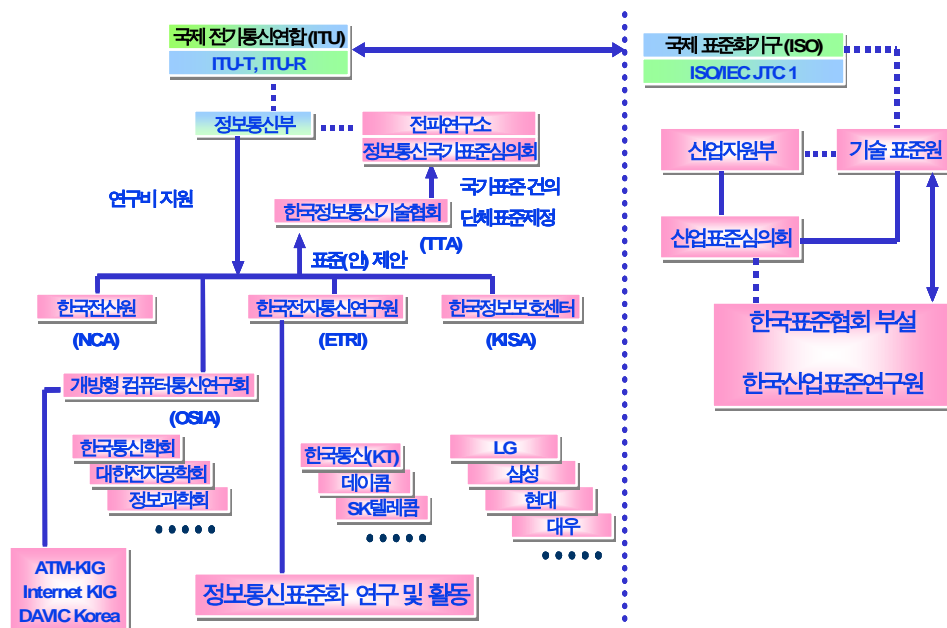 국제 전기통신연합 (ITU)
ITU-T, ITU-R
국제 표준화기구 (ISO)
ISO/IEC JTC 1
정보통신부
전파연구소
정보통신국가표준심의회
산업자원부
기술 표준원
연구비 지원
국가표준 건의
단체표준제정
한국정보통신기술협회
(TTA)
산업표준심의회
표준(안) 제안
한국전산원
(NCA)
한국전자통신연구원
(ETRI)
한국정보보호센터
(KISA)
한국표준협회 부설
한국산업표준연구원
개방형 컴퓨터통신연구회
(OSIA)
한국통신학회
대한전자공학회
정보과학회
한국통신(KT)
데이콤
SK텔레콤
LG
삼성
현대
대우
ATM-KIG
Internet KIG
DAVIC Korea
정보통신표준화 연구 및 활동